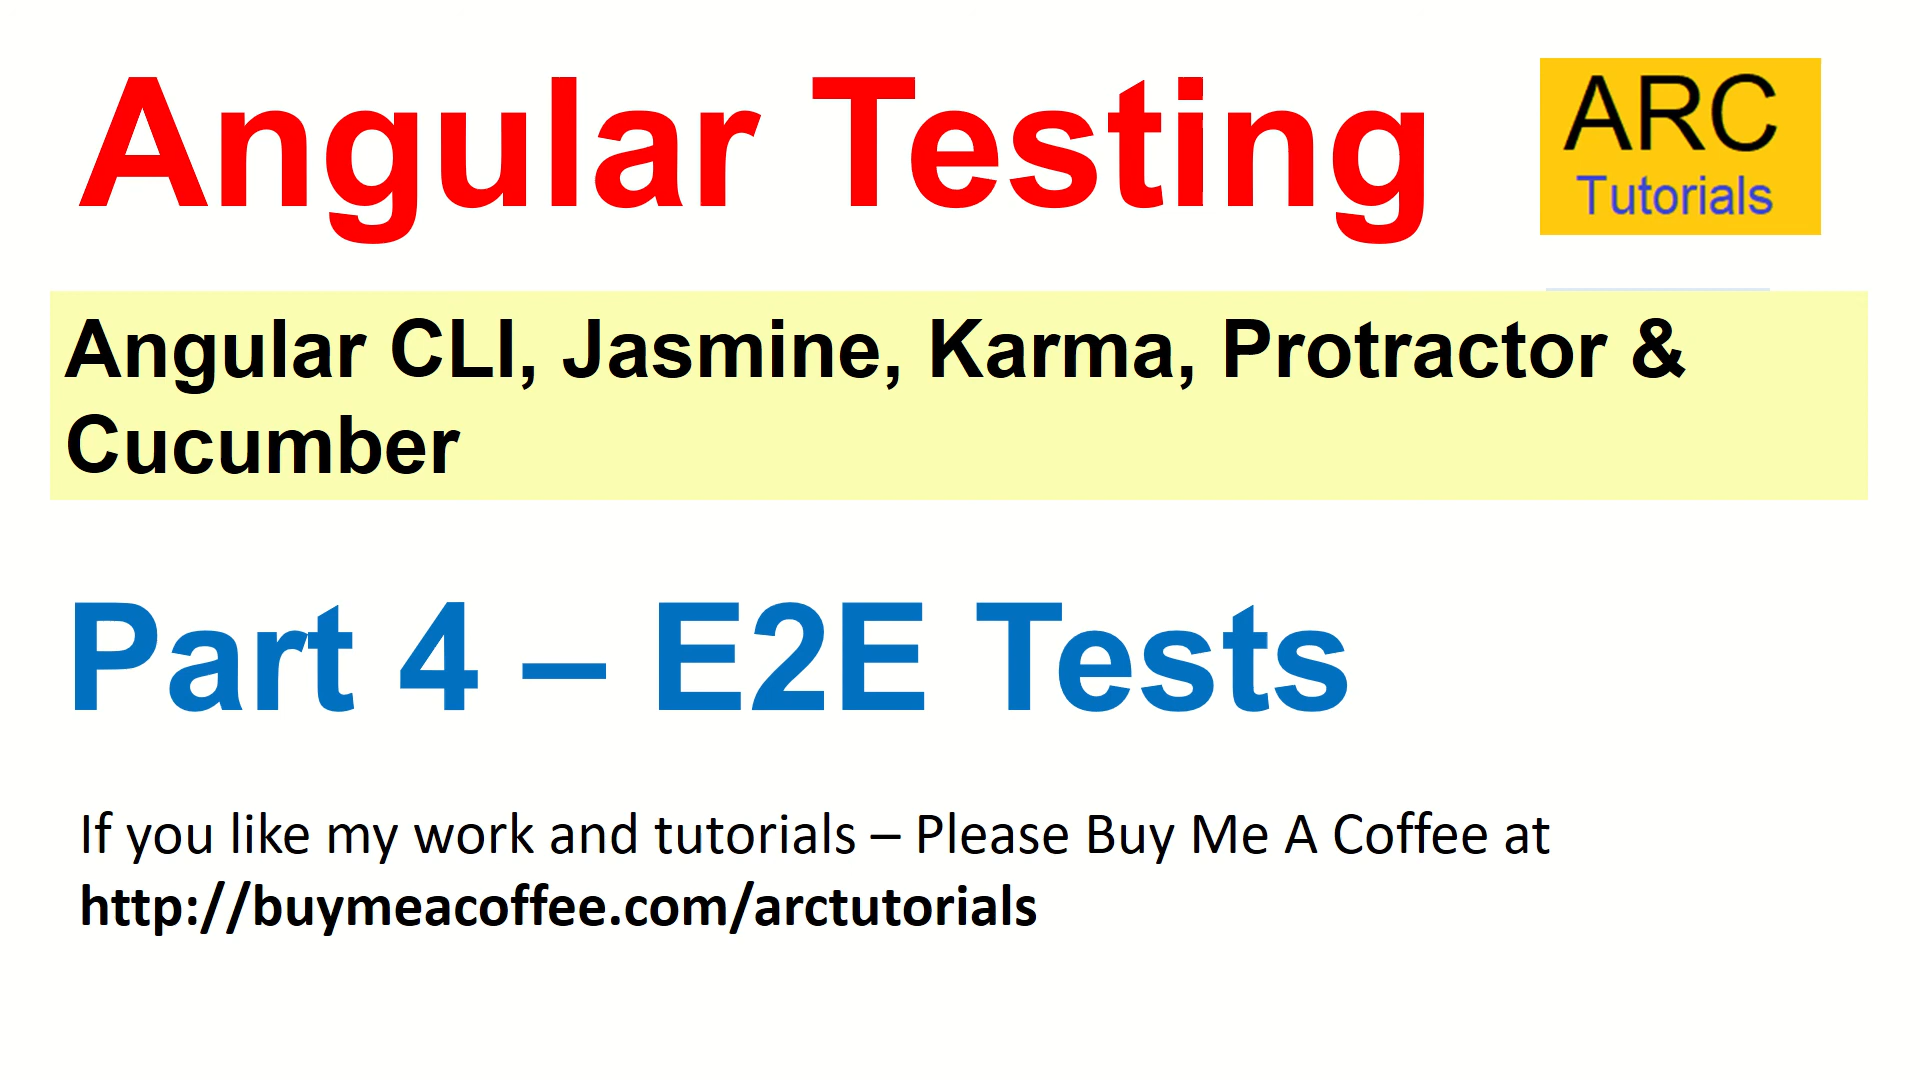 Angular Testing
ARC
Tutorials
Angular CLI, Jasmine, Karma, Protractor &
Cucumber
Part 4 – E2E Tests
If you like my work and tutorials – Please Buy Me A Coffee at
http://buymeacoffee.com/arctutorials